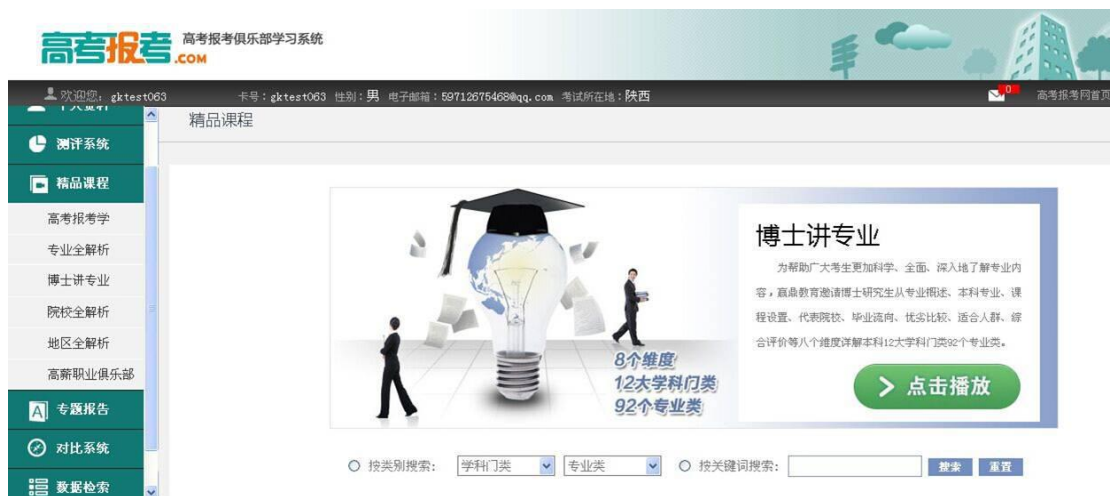 高考报考.COM 高考报考俱乐部学习系统
欢迎您：gktest063 卡号：gktest063 性别：男 电子邮箱：59712675468@qq.com 考试所在地：陕西 0 高考报考网首页
个人资料
精品课程
测评系统
精品课程
高考报考学
专业全解析
博士讲专业
院校全解析
地区全解析
高薪职业俱乐部
A 专题报告
对比系统
数据检索
博士讲专业
为帮助广大考生更加科学、全面、深入地了解专业内
容，赢鼎教育邀请博士研究生从专业概述、本科专业、课
程设置、代表院校、毕业流向、优劣比较、适合人群、综
合评价等八个维度详解本科12大学科门类92个专业类。
8个维度
12大学科门类
92个专业类
点击播放
按类别搜索： 学科门类 专业类 按关键词搜索： 搜索 重置